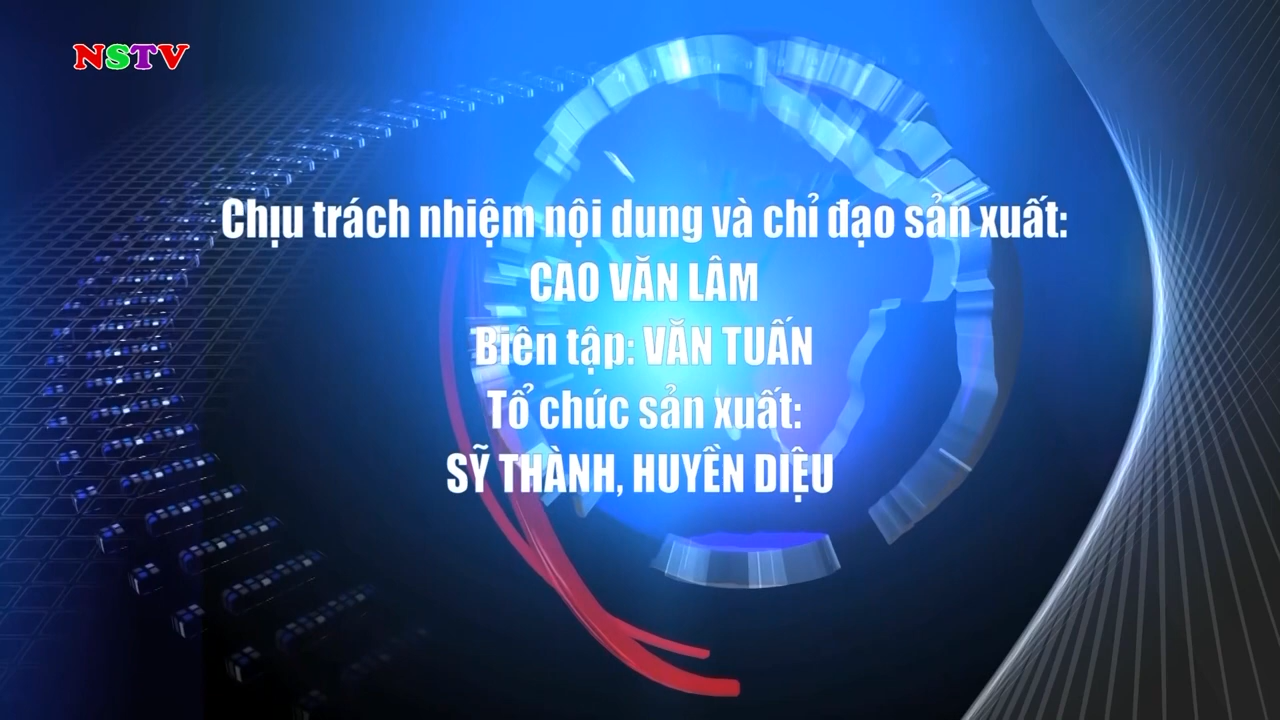 NSTV
Chịu trách nhiệm nội dung và chỉ đạo sản xuất:
CAO VĂN LÂM
Biên tập: VĂN TUẤN
Tổ chức sản xuất:
SỸ THÀNH, HUYỀN DIỆU